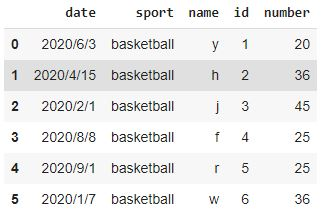 date sport name id number
0 2020/6/3 basketball y 1 20
1 2020/4/15 basketball h 2 36
2 2020/2/1 basketball j 3 45
3 2020/8/8 basketball f 4 25
4 2020/9/1 basketball r 5 25
5 2020/1/7 basketball w 6 36